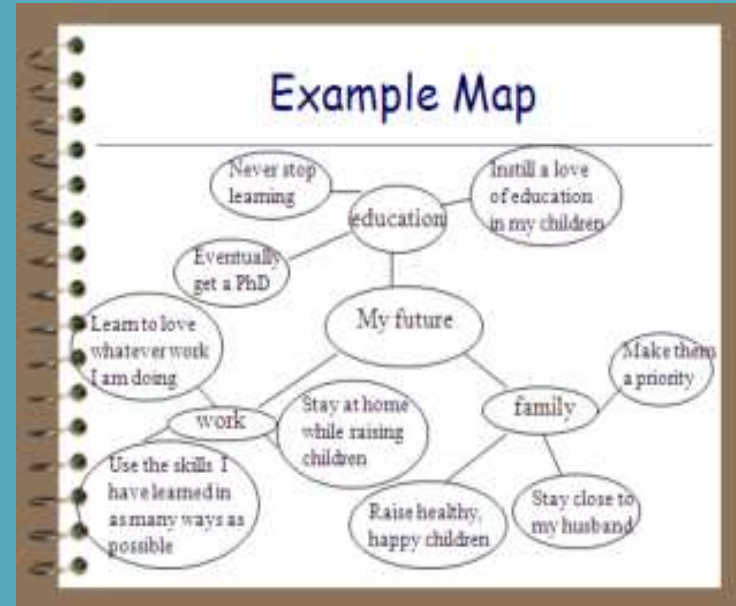 Example Map
Never stop
learning
Instill a love
of education
in my children
education
Eventually
get a PhD
My future
Learn to love
whatever work
I am doing
Make them
a priority
work
Stay at home
while raising
children
family
Use the skills I
have learned in
as many ways as
possible
Raise healthy,
happy children
Stay close to
my husband